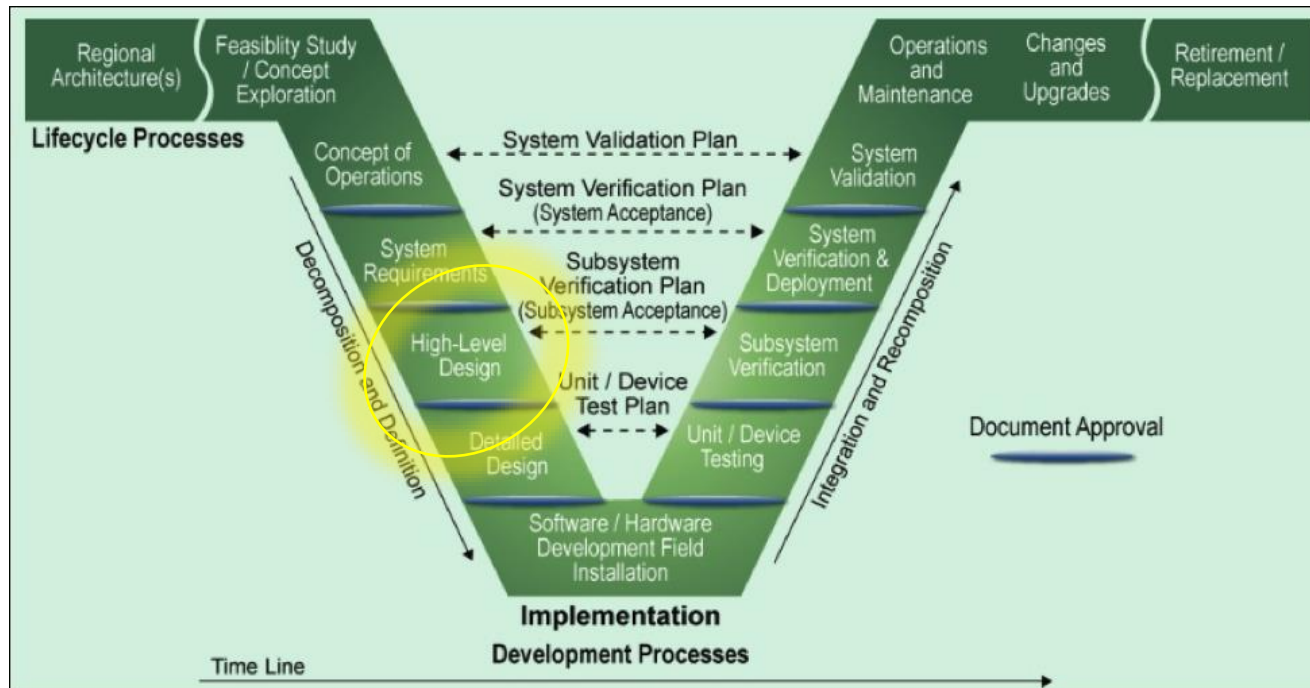 Regional
Architecture(s)
Feasiblity Study
/ Concept
Exploration
Operations
and
Maintenance
Changes
and
Upgrades
Retirement /
Replacement
Lifecycle Processes
Concept of
Operations
System Validation Plan
System
Validation
System Verification Plan
(System Acceptance)
System
Requirements
System
Verification &
Deployment
Subsystem
Verification Plan
(Subsystem Acceptance)
High-Level
Design
Subsystem
Verification
Unit / Device
Test Plan
Detailed
Design
Unit / Device
Testing
Decomposition and Definition
Integration and Recomposition
Document Approval
Software / Hardware
Development Field
Installation
Implementation
Development Processes
Time Line